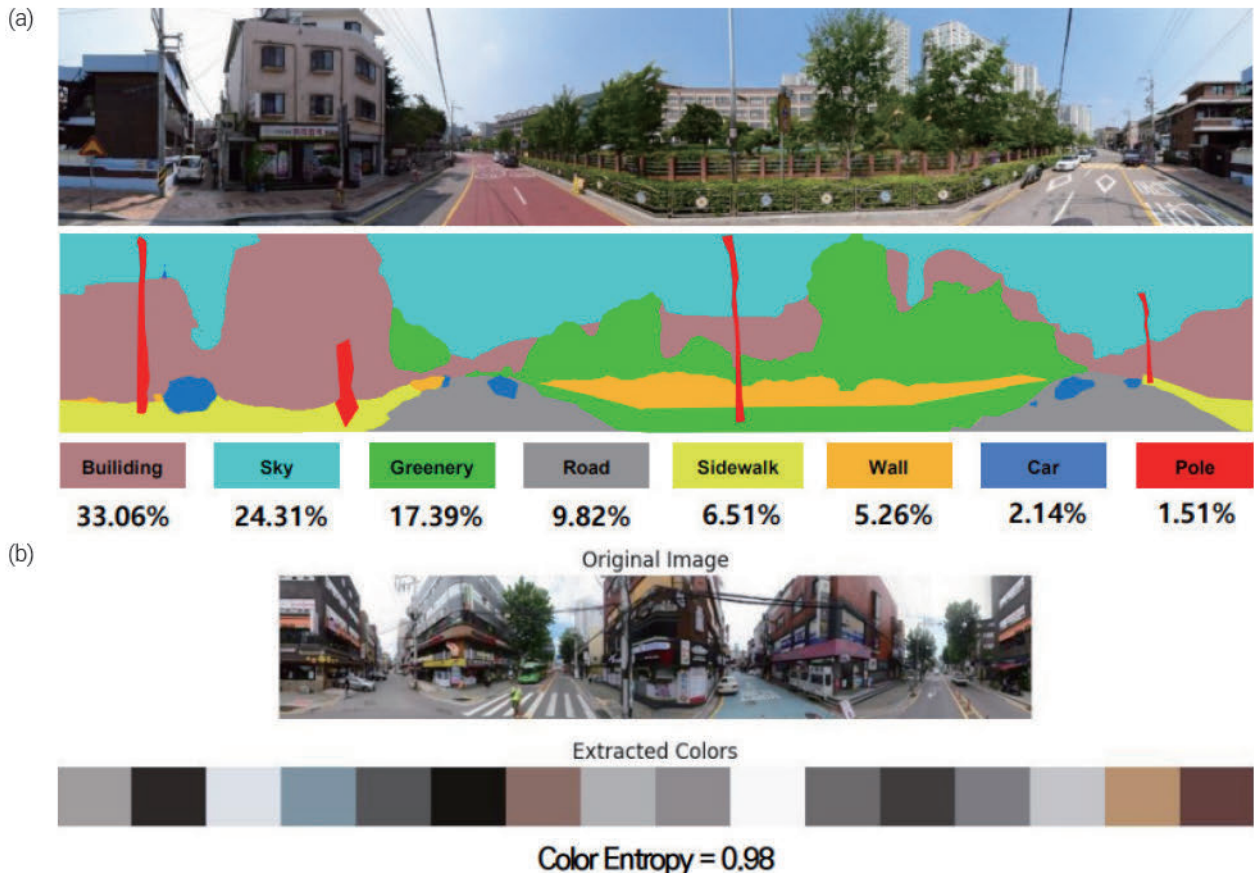 (a)
Builiding Sky Greenery Road Sidewalk Wall Car Pole
33.06% 24.31% 17.39% 9.82% 6.51% 5.26% 2.14% 1.51%
(b)
Original Image
Extracted Colors
Color Entropy = 0.98